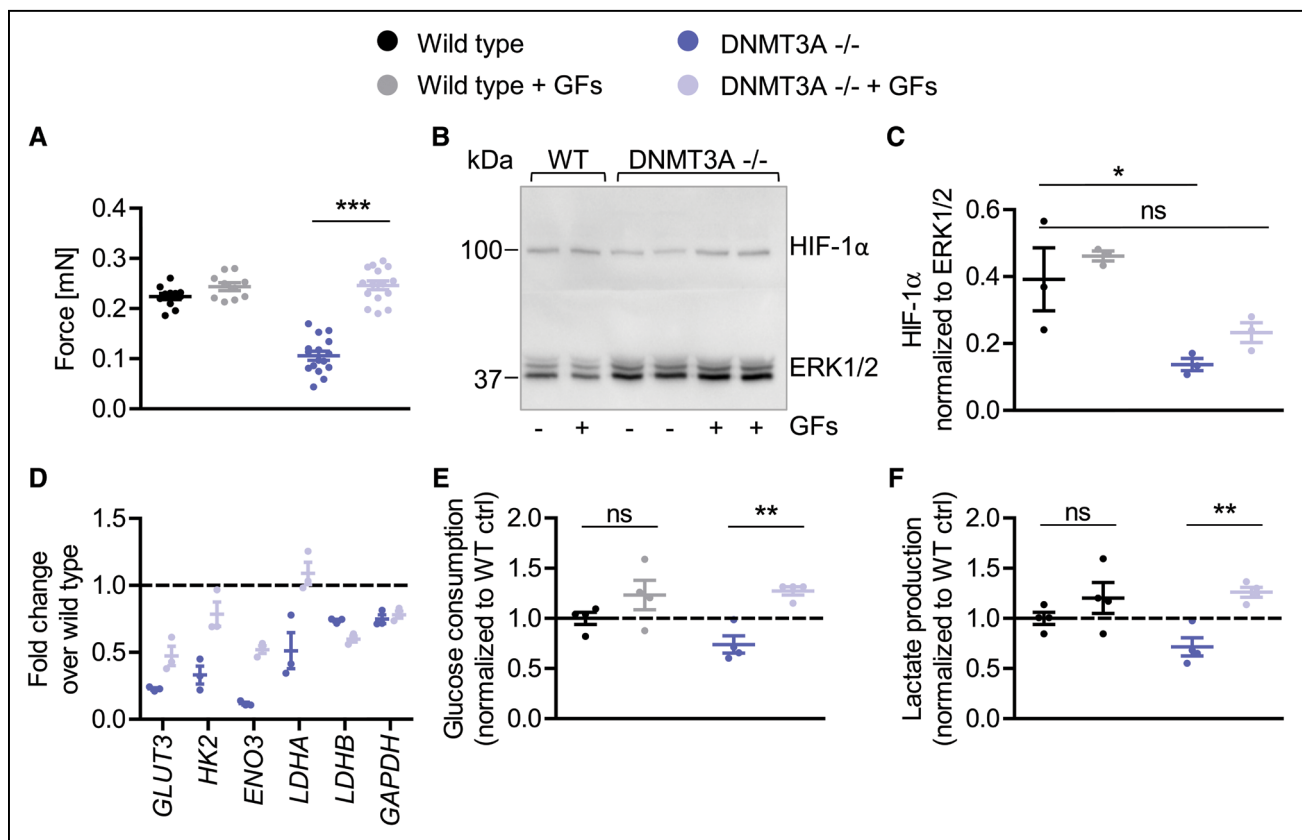 Wild type
DNMT3A -/-
Wild type + GFs
DNMT3A -/- + GFs
A
Force [mN]
0.4
0.3
0.2
0.1
0.0
***
B
kDa
WT
DNMT3A -/-
100
HIF-1α
37
ERK1/2
- + - - + + GFs
C
HIF-1α
normalized to ERK1/2
0.6
0.4
0.2
0.0
*
ns
D
Fold change
over wild type
1.5
1.0
0.5
0.0
GLUT3
HK2
ENO3
LDHA
LDHB
GAPDH
E
Glucose consumption
(normalized to WT ctrl)
2.0
1.5
1.0
0.5
0.0
ns
**
F
Lactate production
(normalized to WT ctrl)
2.0
1.5
1.0
0.5
0.0
ns
**